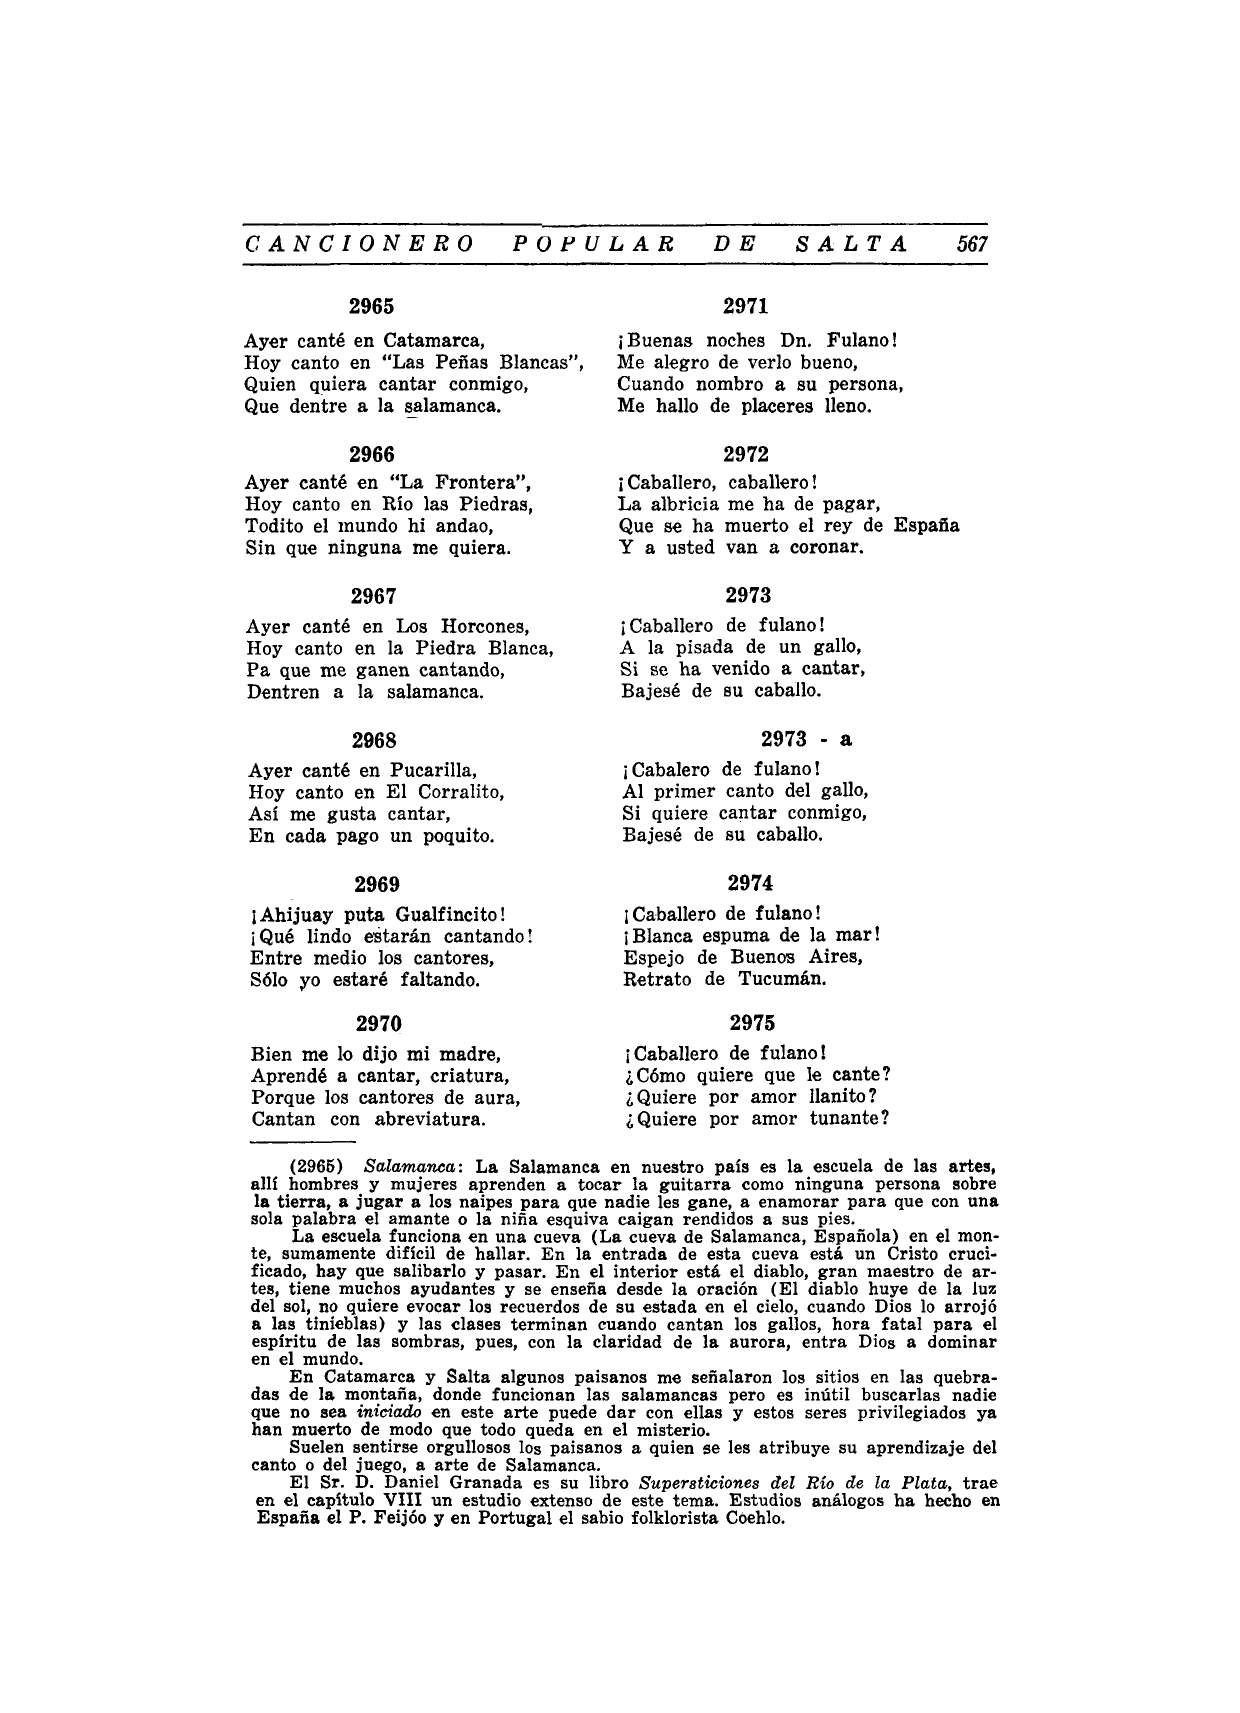 CANCIONERO POPULAR DE SALTA 567
2965
Ayer canté en Catamarca,
Hoy canto en “Las Peñas Blancas”,
Quien quiera cantar conmigo,
Que dentre a la salamanca.
2966
Ayer canté en “La Frontera”,
Hoy canto en Río las Piedras,
Todito el mundo hi andao,
Sin que ninguna me quiera.
2967
Ayer canté en Los Horcones,
Hoy canto en la Piedra Blanca,
Pa que me ganen cantando,
Dentren a la salamanca.
2968
Ayer canté en Pucarilla,
Hoy canto en El Corralito,
Así me gusta cantar,
En cada pago un poquito.
2969
¡Ahijuay puta Gualfincito!
¡Qué lindo estarán cantando!
Entre medio los cantores,
Sólo yo estaré faltando.
2970
Bien me lo dijo mi madre,
Aprendé a cantar, criatura,
Porque los cantores de aura,
Cantan con abreviatura.
2971
¡Buenas noches Dn. Fulano!
Me alegro de verlo bueno,
Cuando nombro a su persona,
Me hallo de placeres lleno.
2972
¡Caballero, caballero!
La albricia me ha de pagar,
Que se ha muerto el rey de España
Y a usted van a coronar.
2973
¡Caballero de fulano!
A la pisada de un gallo,
Si se ha venido a cantar,
Bajesé de su caballo.
2973 - a
¡Cabalero de fulano!
Al primer canto del gallo,
Si quiere cantar conmigo,
Bajesé de su caballo.
2974
¡Caballero de fulano!
¡Blanca espuma de la mar!
Espejo de Buenos Aires,
Retrato de Tucumán.
2975
¡Caballero de fulano!
¿Cómo quiere que le cante?
¿Quiere por amor llanito?
¿Quiere por amor tunante?
(2965) Salamanca: La Salamanca en nuestro país es la escuela de las artes,
allí hombres y mujeres aprenden a tocar la guitarra como ninguna persona sobre
la tierra, a jugar a los naipes para que nadie les gane, a enamorar para que con una
sola palabra el amante o la niña esquiva caigan rendidos a sus pies.
La escuela funciona en una cueva (La cueva de Salamanca, Española) en el mon-
te, sumamente difícil de hallar. En la entrada de esta cueva está un Cristo cruci-
ficado, hay que salibarlo y pasar. En el interior está el diablo, gran maestro de ar-
tes, tiene muchos ayudantes y se enseña desde la oración (El diablo huye de la luz
del sol, no quiere evocar los recuerdos de su estada en el cielo, cuando Dios lo arrojó
a las tinieblas) y las clases terminan cuando cantan los gallos, hora fatal para el
espíritu de las sombras, pues, con la claridad de la aurora, entra Dios a dominar
en el mundo.
En Catamarca y Salta algunos paisanos me señalaron los sitios en las quebra-
das de la montaña, donde funcionan las salamancas pero es inútil buscarlas nadie
que no sea iniciado en este arte puede dar con ellas y estos seres privilegiados ya
han muerto de modo que todo queda en el misterio.
Suelen sentirse orgullosos los paisanos a quien se les atribuye su aprendizaje del
canto o del juego, a arte de Salamanca.
El Sr. D. Daniel Granada es su libro Supersticiones del Río de la Plata, trae
en el capítulo VIII un estudio extenso de este tema. Estudios análogos ha hecho en
España el P. Feijóo y en Portugal el sabio folklorista Coehlo.